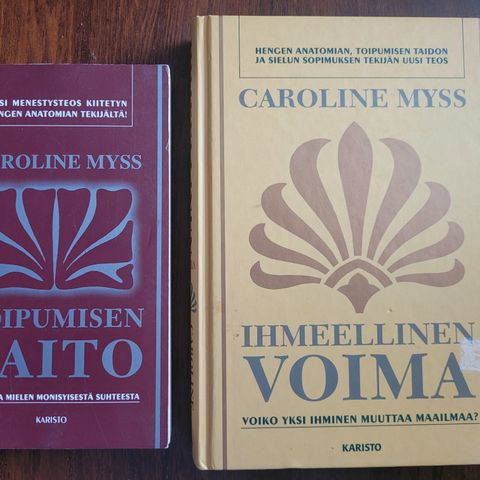 SI MENESTYSTEOS KIITETYN
NGEN ANATOMIAN TEKIJÄLTÄ!
ROLINE MYSS
OIPUMISEN
AITO
A MIELEN MONISYISESTÄ SUHTEESTA
KARISTO
HENGEN ANATOMIAN, TOIPUMISEN TAIDON
JA SIELUN SOPIMUKSEN TEKIJÄN UUSI TEOS
CAROLINE MYSS
IHMEELLINEN
VOIMA
VOIKO YKSI IHMINEN MUUTTAA MAAILMAA?
KARISTO